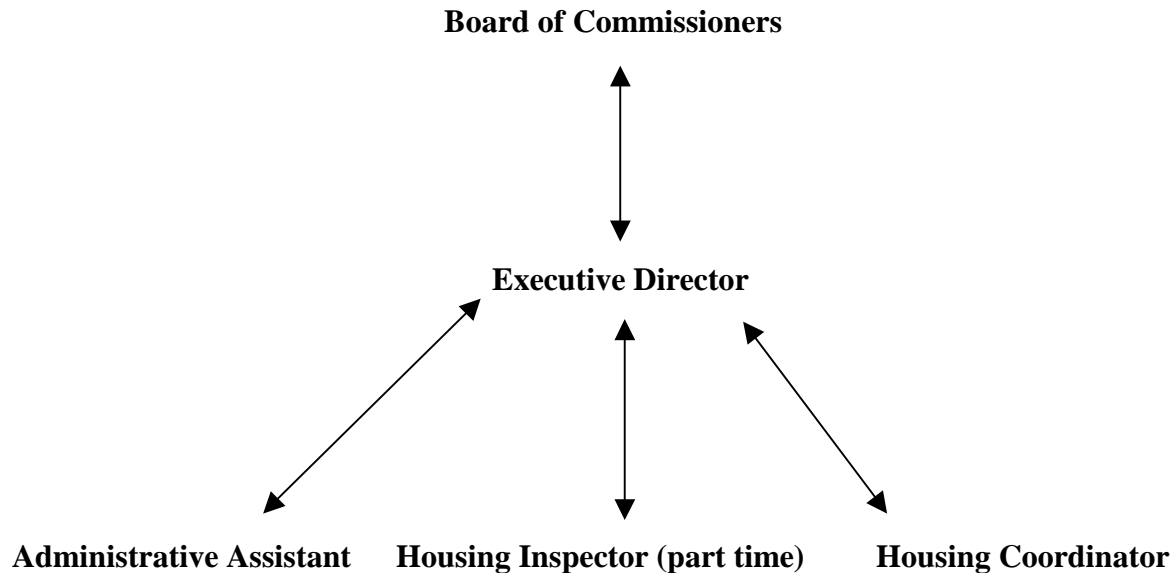 Board of Commissioners
Executive Director
Administrative Assistant
Housing Inspector (part time)
Housing Coordinator